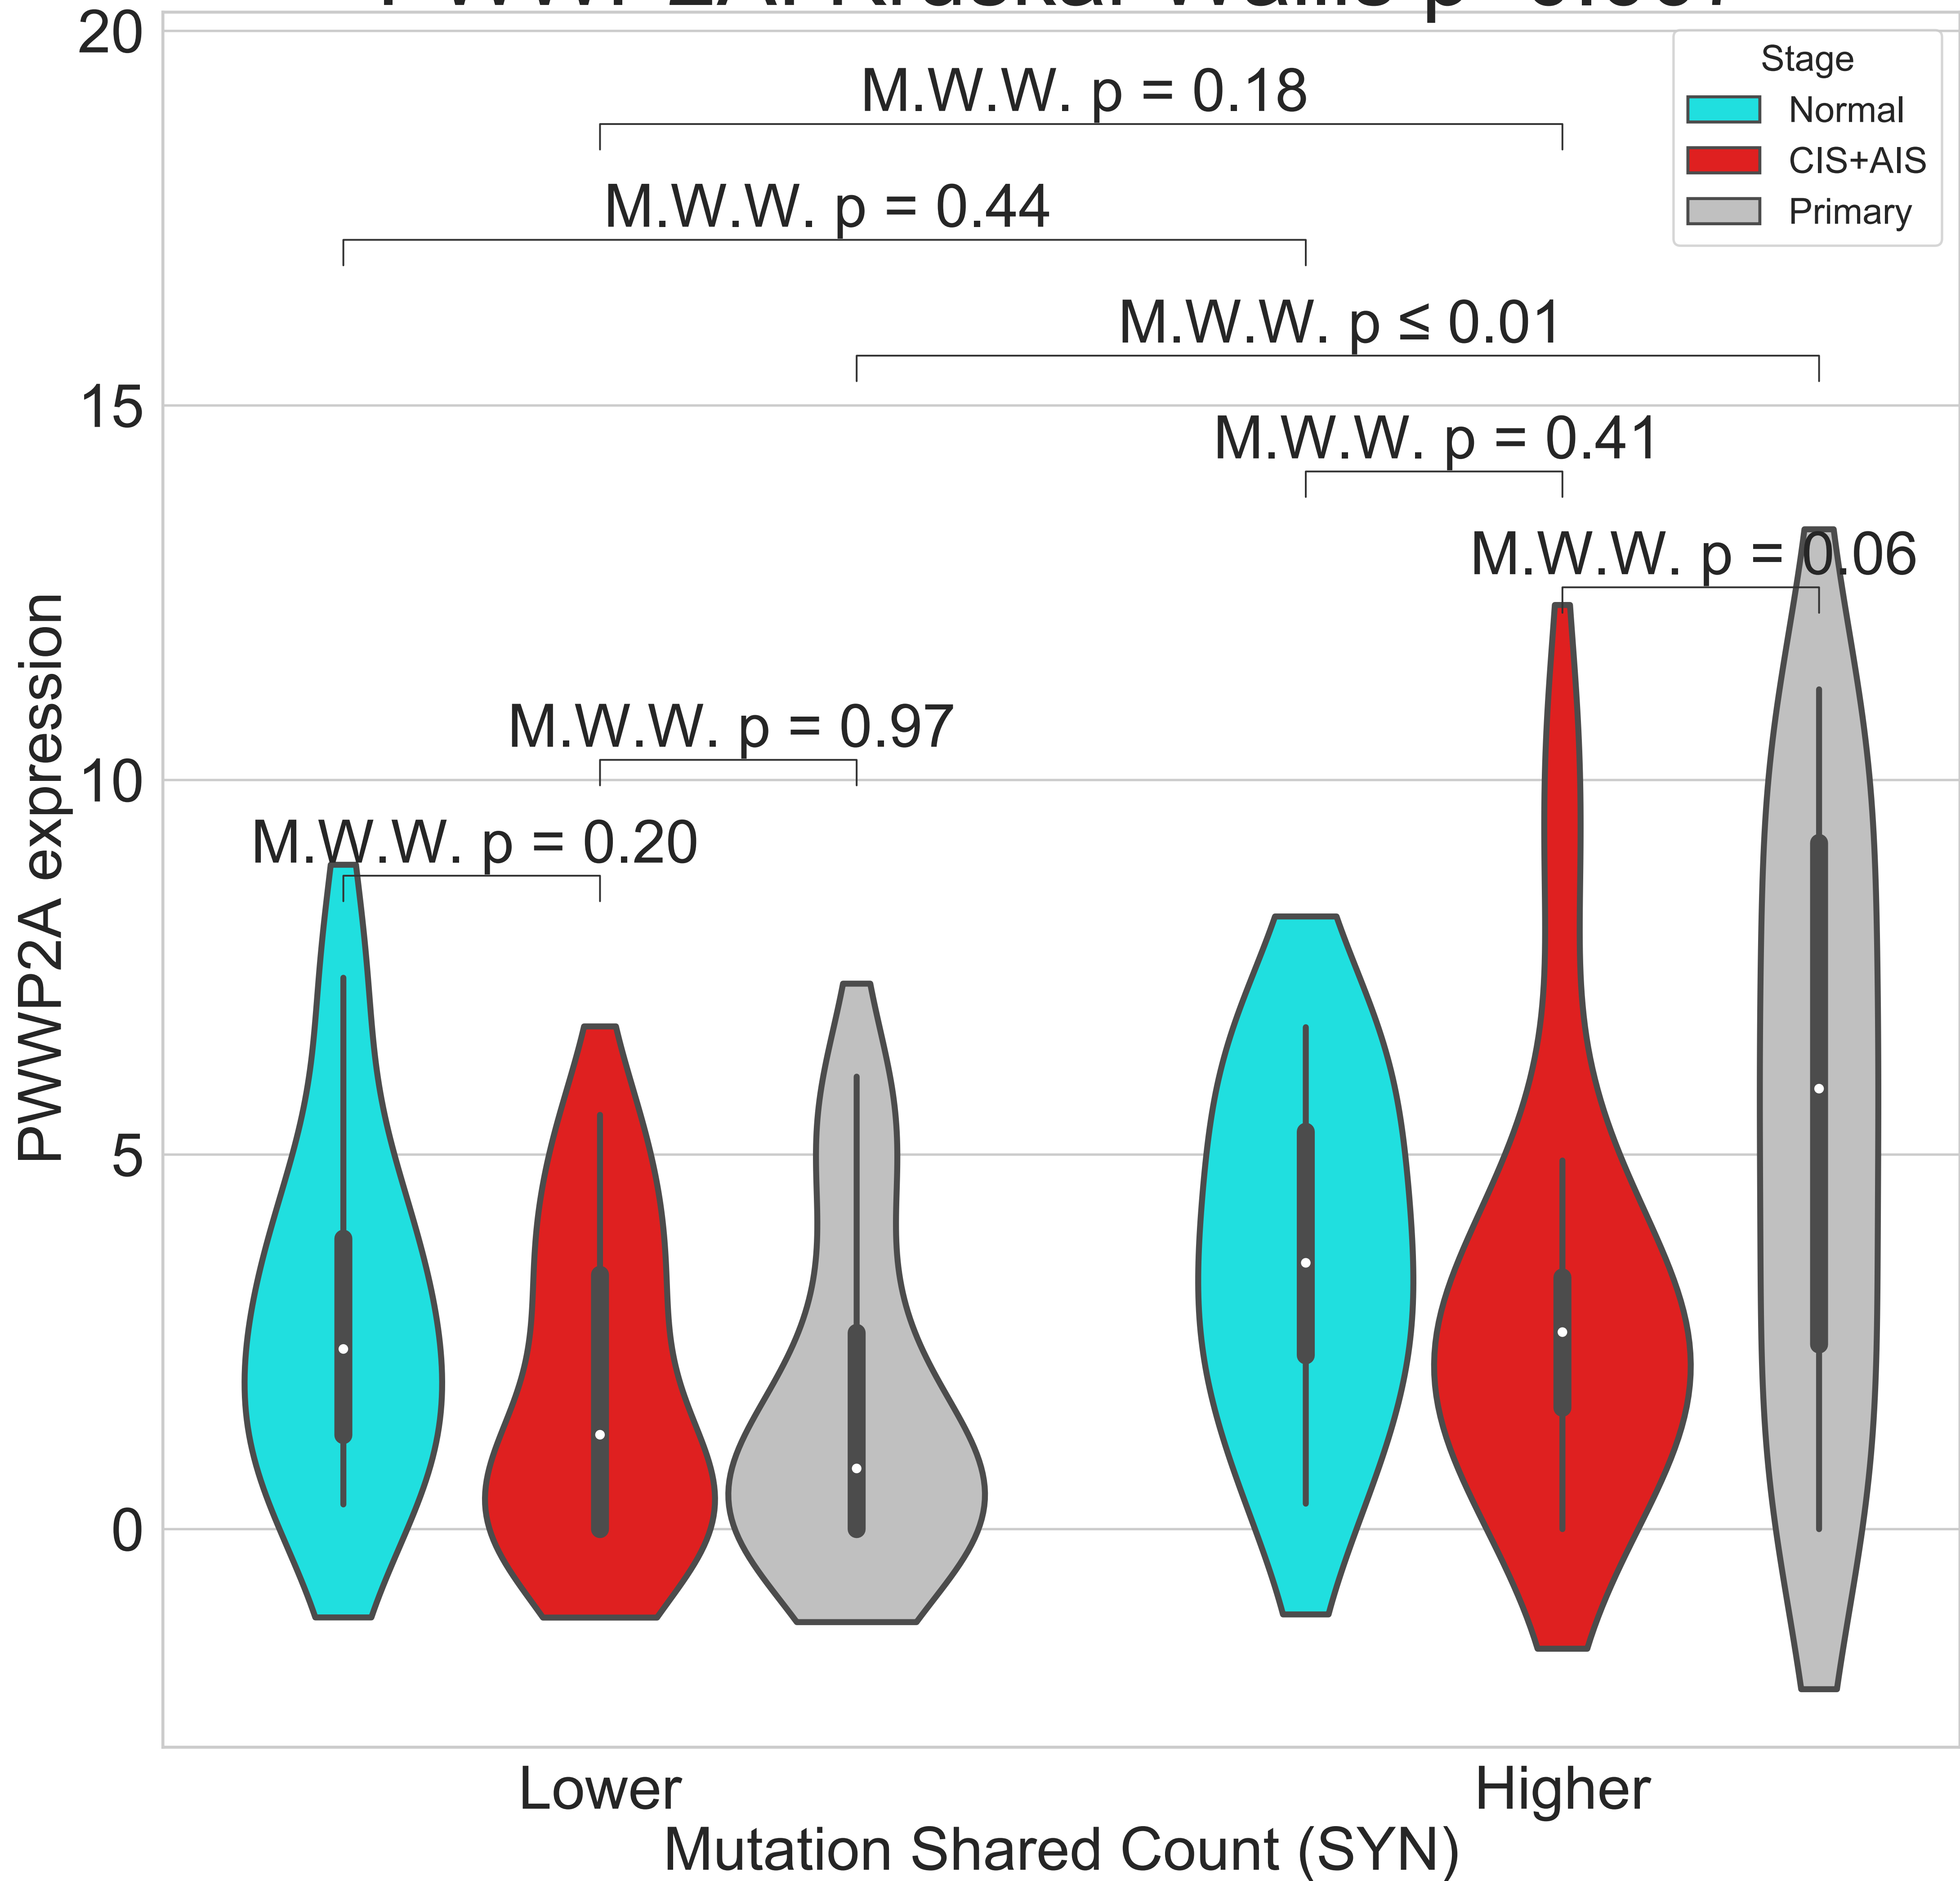 20
15
10
5
0
PWWP2A expression
M.W.W. p = 0.18
M.W.W. p = 0.44
M.W.W. p ≤ 0.01
M.W.W. p = 0.41
M.W.W. p = 0.06
M.W.W. p = 0.97
M.W.W. p = 0.20
Stage
Normal
CIS+AIS
Primary
Lower
Higher
Mutation Shared Count (SYN)